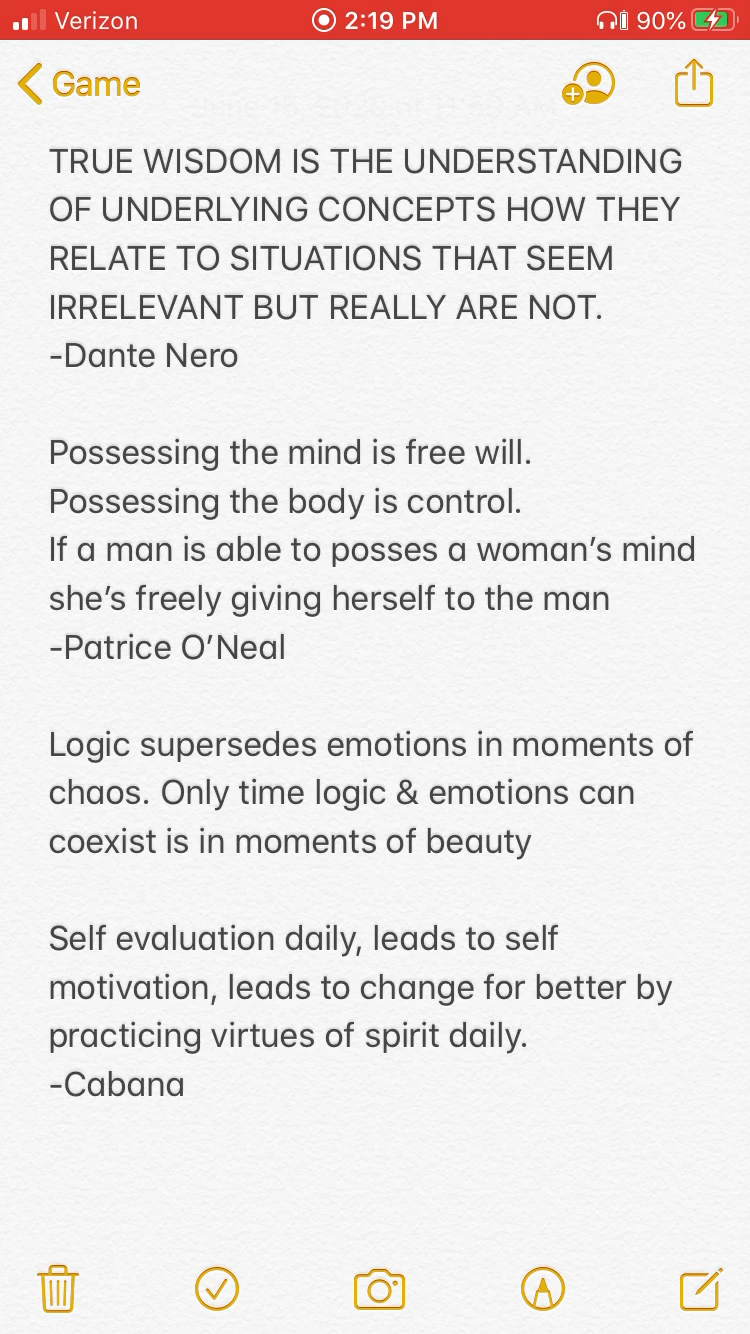 Verizon 2:19 PM 90%
Game
TRUE WISDOM IS THE UNDERSTANDING
OF UNDERLYING CONCEPTS HOW THEY
RELATE TO SITUATIONS THAT SEEM
IRRELEVANT BUT REALLY ARE NOT.
-Dante Nero
Possessing the mind is free will.
Possessing the body is control.
If a man is able to posses a woman’s mind
she’s freely giving herself to the man
-Patrice O’Neal
Logic supersedes emotions in moments of
chaos. Only time logic & emotions can
coexist is in moments of beauty
Self evaluation daily, leads to self
motivation, leads to change for better by
practicing virtues of spirit daily.
-Cabana